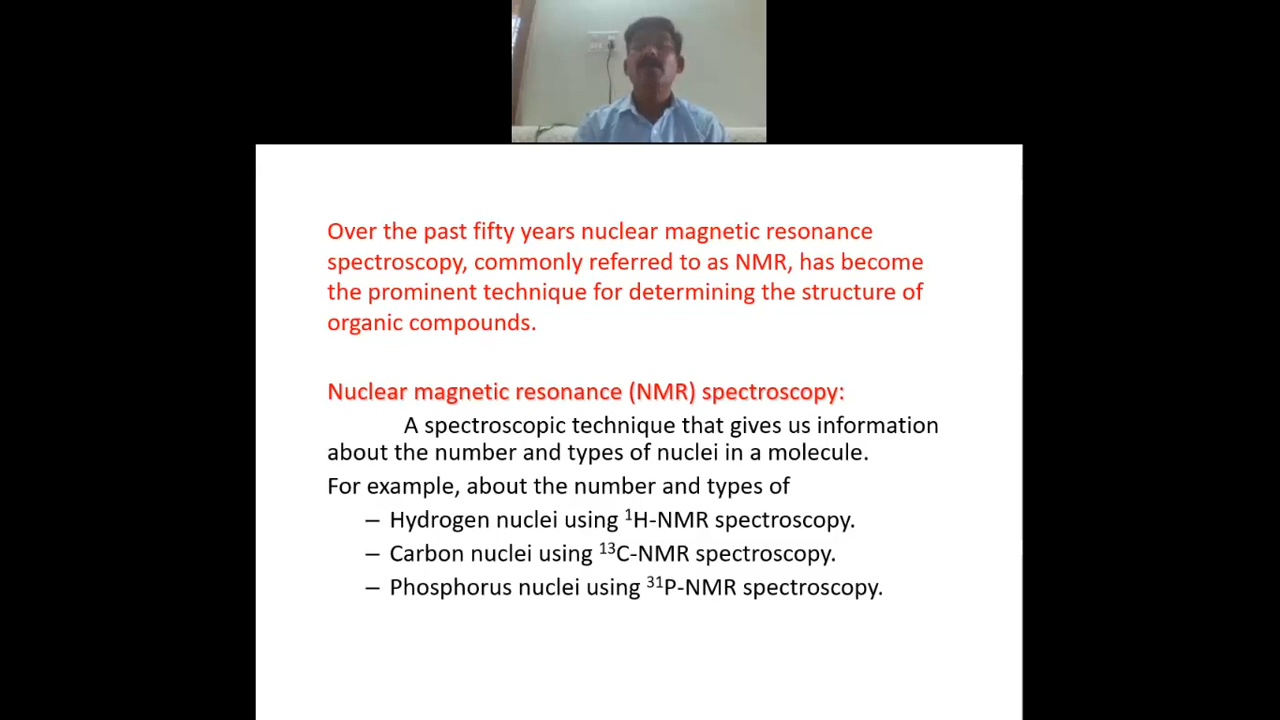 Over the past fifty years nuclear magnetic resonance
spectroscopy, commonly referred to as NMR, has become
the prominent technique for determining the structure of
organic compounds.
Nuclear magnetic resonance (NMR) spectroscopy:
A spectroscopic technique that gives us information
about the number and types of nuclei in a molecule.
For example, about the number and types of
– Hydrogen nuclei using ¹H-NMR spectroscopy.
– Carbon nuclei using ¹³C-NMR spectroscopy.
– Phosphorus nuclei using ³¹P-NMR spectroscopy.